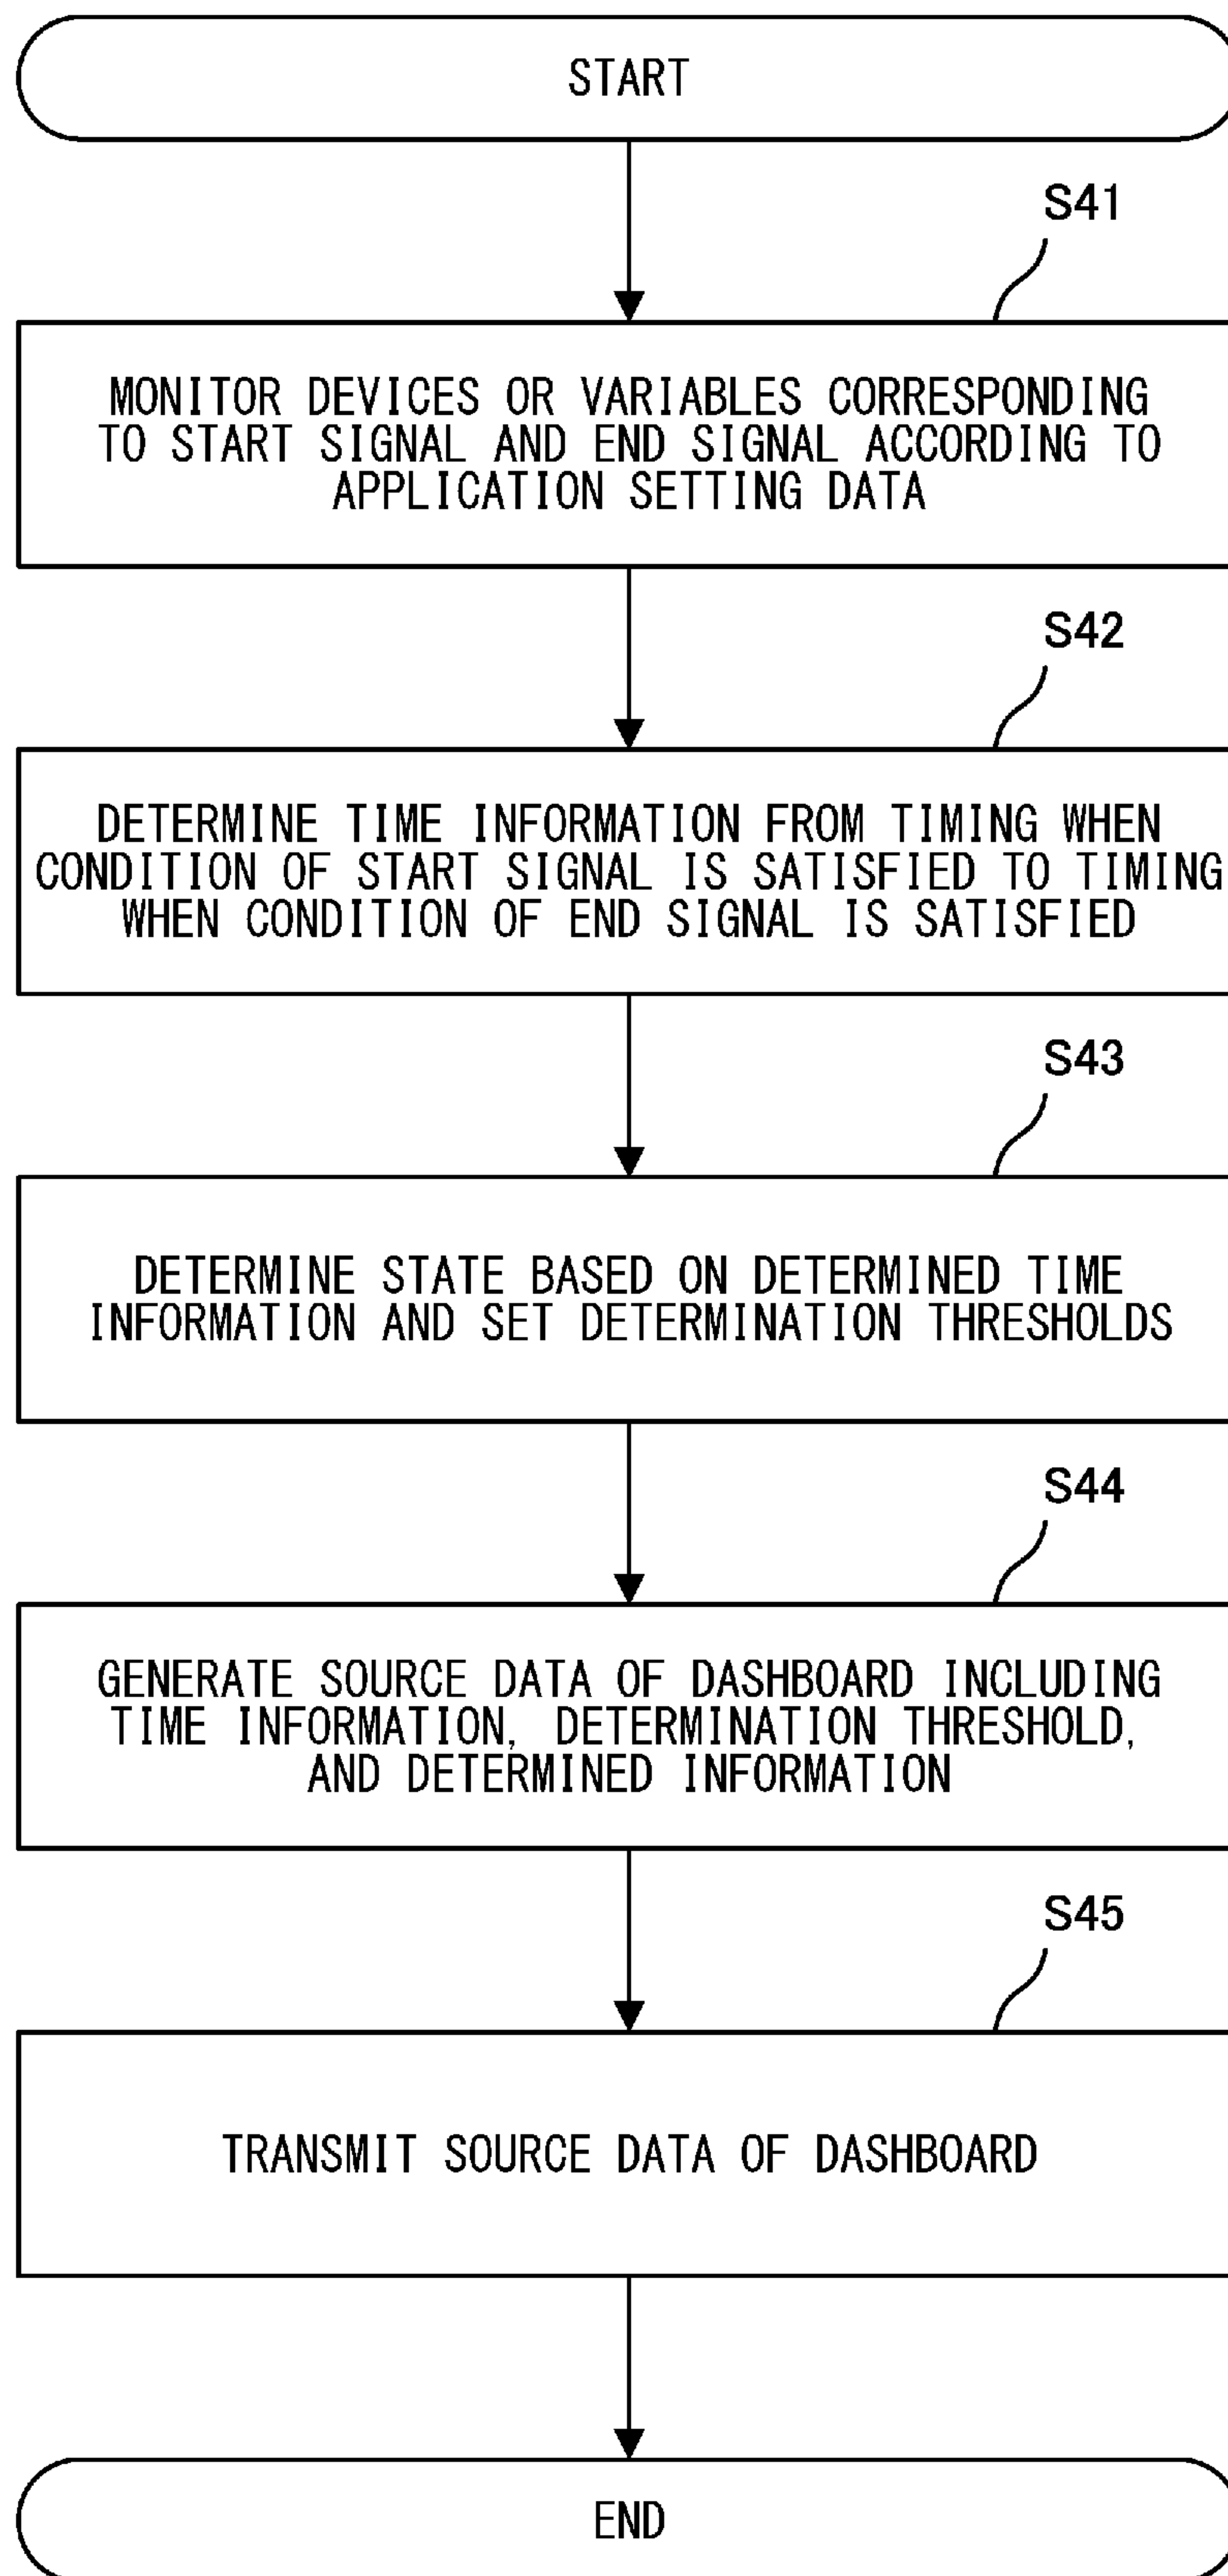 START
S41
MONITOR DEVICES OR VARIABLES CORRESPONDING
TO START SIGNAL AND END SIGNAL ACCORDING TO
APPLICATION SETTING DATA
S42
DETERMINE TIME INFORMATION FROM TIMING WHEN
CONDITION OF START SIGNAL IS SATISFIED TO TIMING
WHEN CONDITION OF END SIGNAL IS SATISFIED
S43
DETERMINE STATE BASED ON DETERMINED TIME
INFORMATION AND SET DETERMINATION THRESHOLDS
S44
GENERATE SOURCE DATA OF DASHBOARD INCLUDING
TIME INFORMATION, DETERMINATION THRESHOLD,
AND DETERMINED INFORMATION
S45
TRANSMIT SOURCE DATA OF DASHBOARD
END